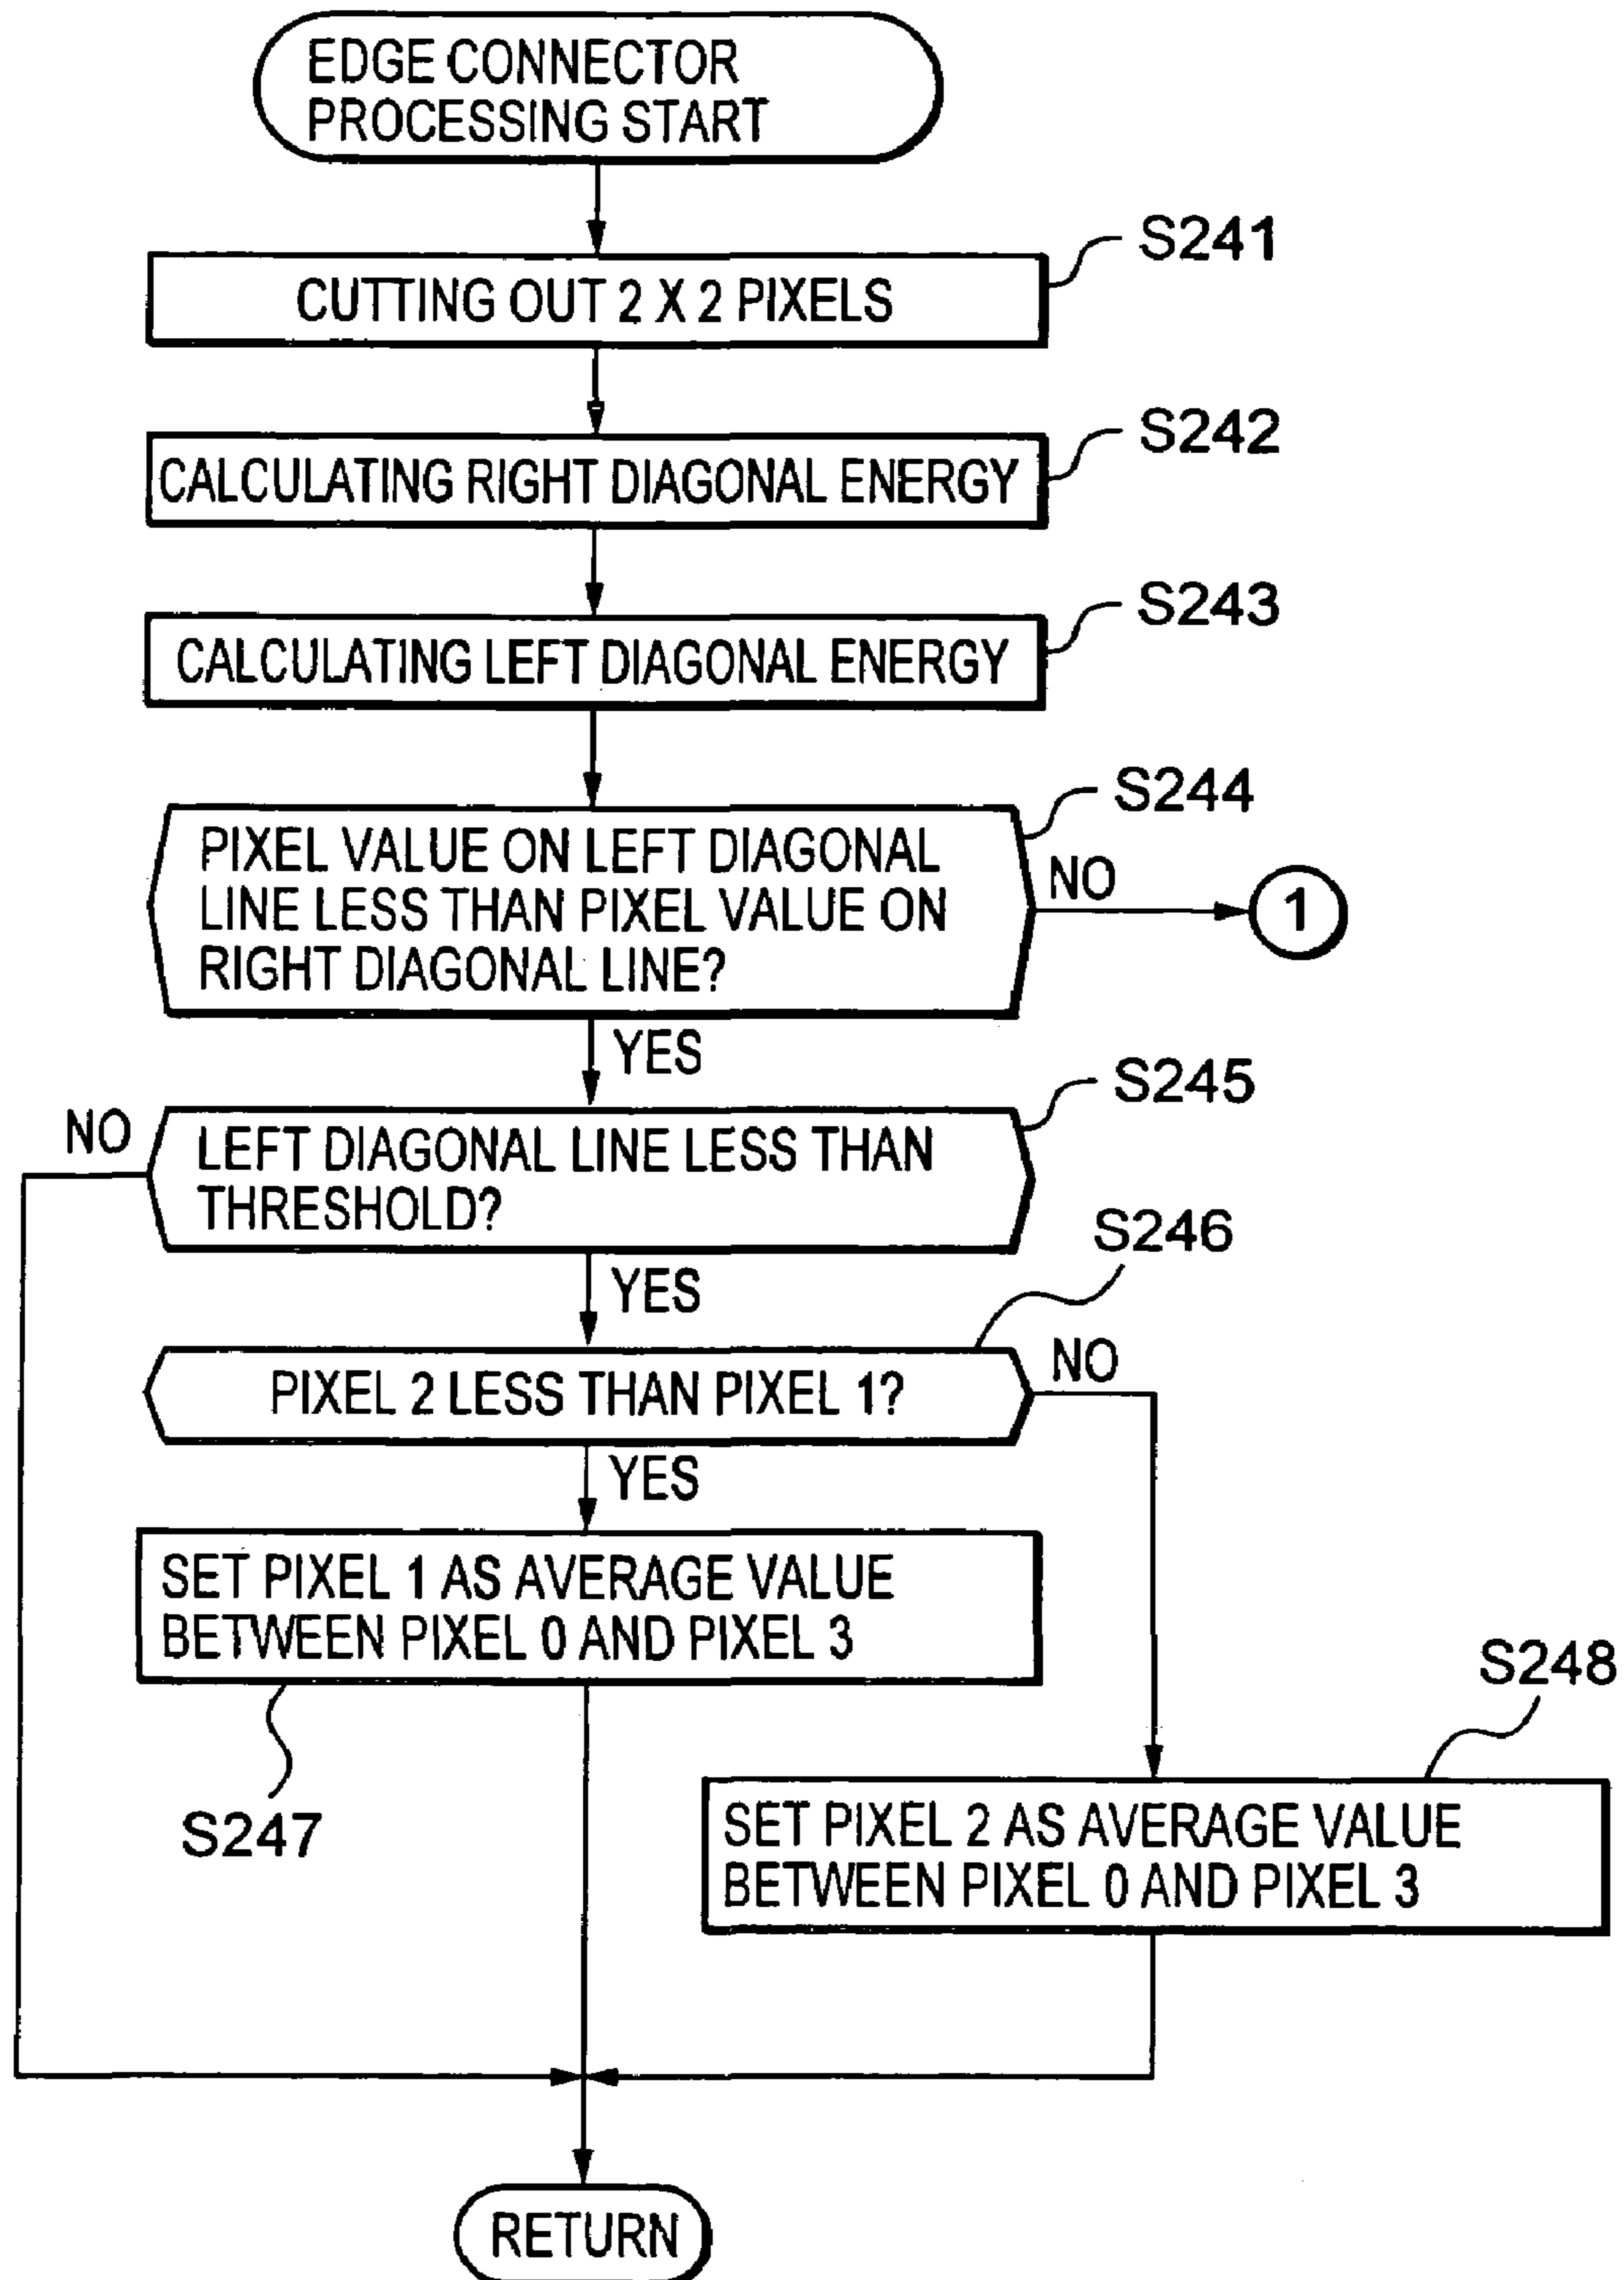 EDGE CONNECTOR
PROCESSING START
S241
CUTTING OUT 2 X 2 PIXELS
S242
CALCULATING RIGHT DIAGONAL ENERGY
S243
CALCULATING LEFT DIAGONAL ENERGY
S244
PIXEL VALUE ON LEFT DIAGONAL
LINE LESS THAN PIXEL VALUE ON
RIGHT DIAGONAL LINE?
NO
1
YES
S245
NO
LEFT DIAGONAL LINE LESS THAN
THRESHOLD?
S246
YES
PIXEL 2 LESS THAN PIXEL 1?
NO
YES
SET PIXEL 1 AS AVERAGE VALUE
BETWEEN PIXEL 0 AND PIXEL 3
S247
S248
SET PIXEL 2 AS AVERAGE VALUE
BETWEEN PIXEL 0 AND PIXEL 3
RETURN